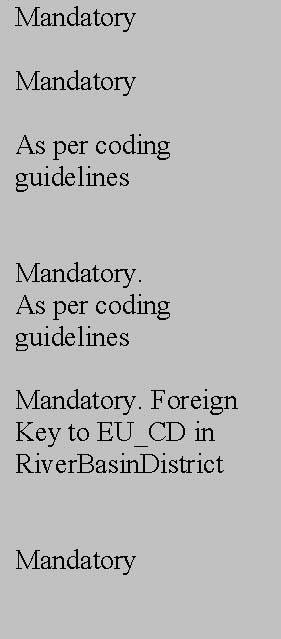 Mandatory
Mandatory
As per coding
guidelines
Mandatory.
As per coding
guidelines
Mandatory. Foreign
Key to EU_CD in
RiverBasinDistrict
Mandatory